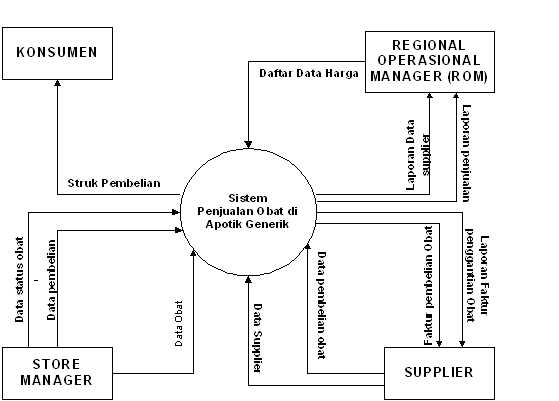 KONSUMEN
REGIONAL
OPERASIONAL
MANAGER (ROM)
Daftar Data Harga
Struk Pembelian
Laporan Data
supplier
Laporan penjualan
Sistem
Penjualan Obat di
Apotik Generik
Data status obat
-
Data pembelian
Data Obat
Data Supplier
Data pembelian obat
Faktur pembelian Obat
Laporan Faktur
penggantian Obat
STORE
MANAGER
SUPPLIER